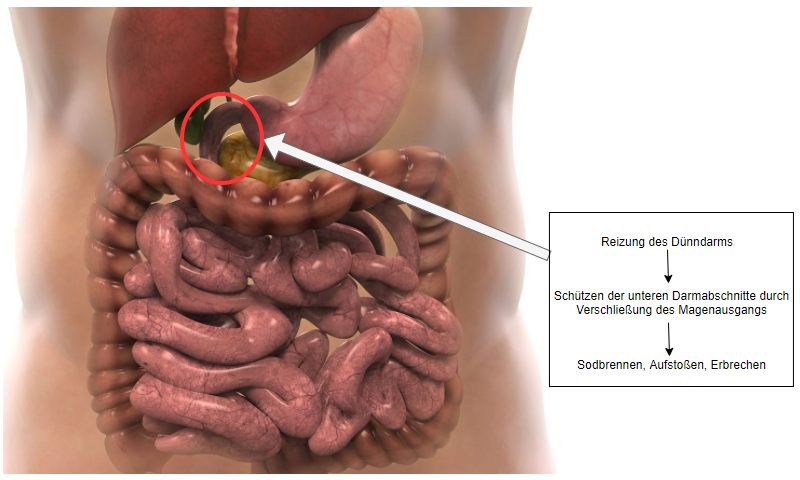 Reizung des Dünndarms
Schützen der unteren Darmabschnitte durch
Verschließung des Magenausgangs
Sodbrennen, Aufstoßen, Erbrechen